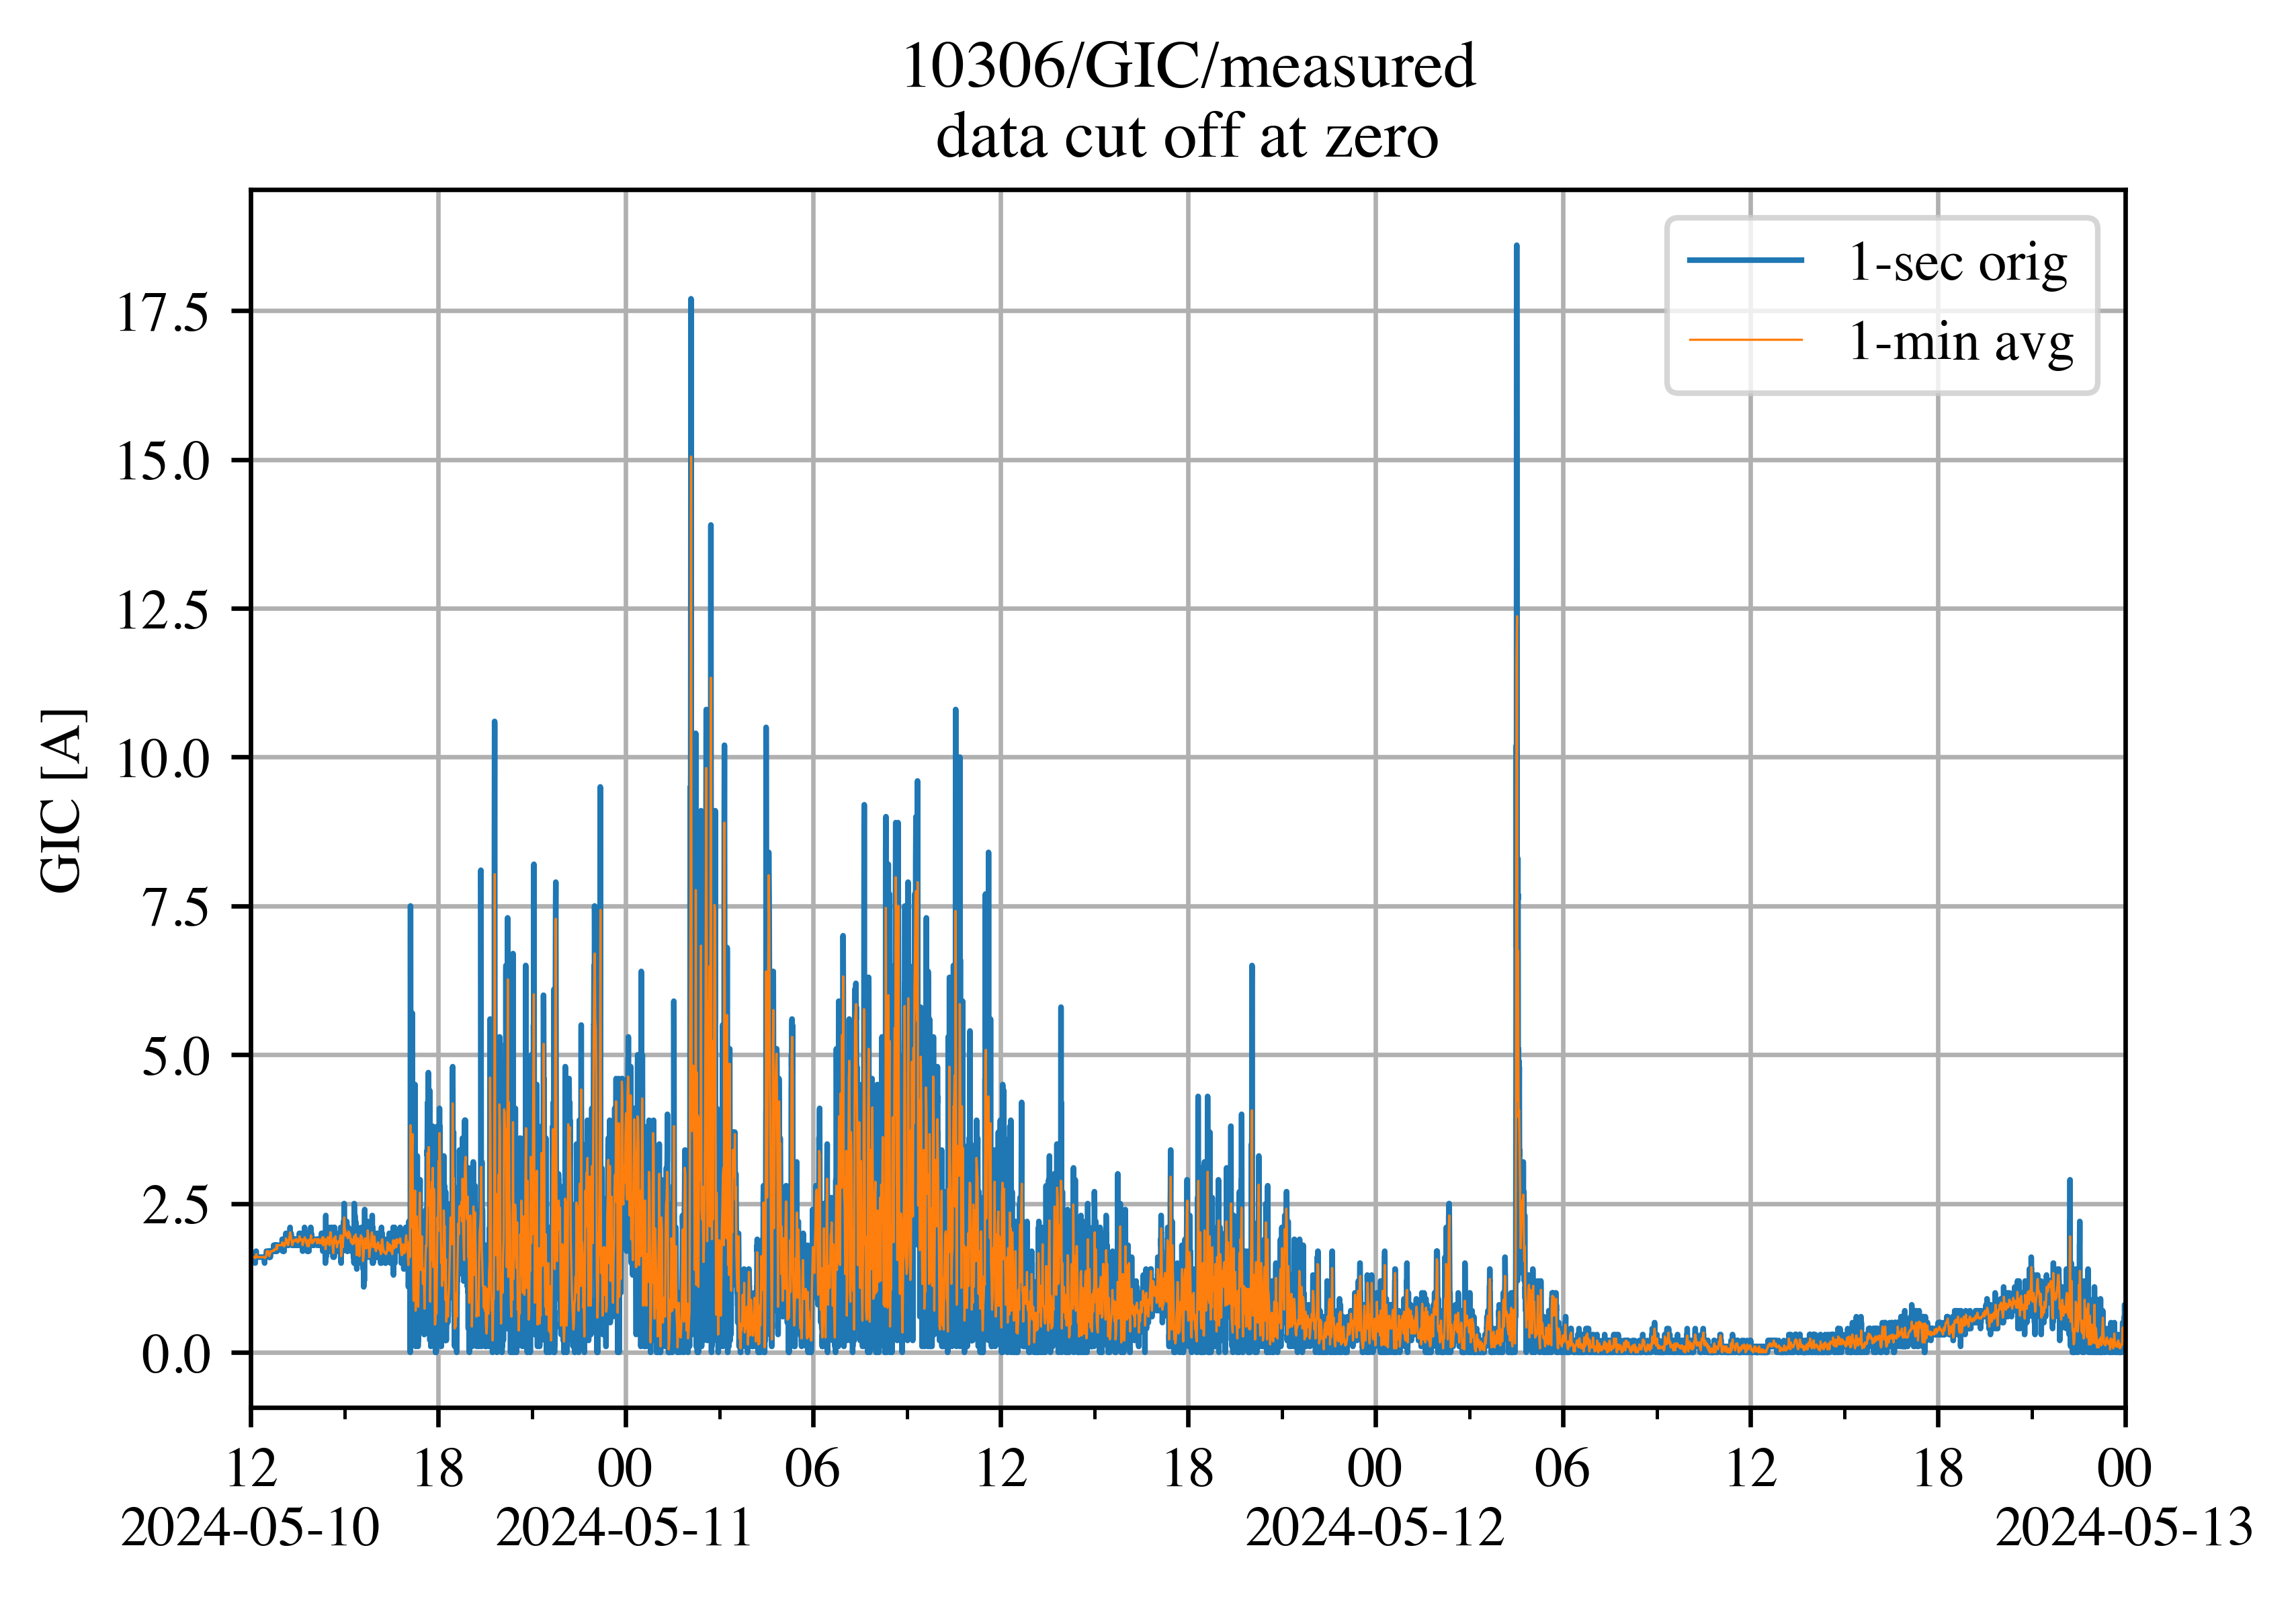 10306/GIC/measured
data cut off at zero
1-sec orig
1-min avg
GIC [A]
17.5
15.0
12.5
10.0
7.5
5.0
2.5
0.0
12 18 00 06 12 18 00 06 12 18 00
2024-05-10 2024-05-11 2024-05-12 2024-05-13